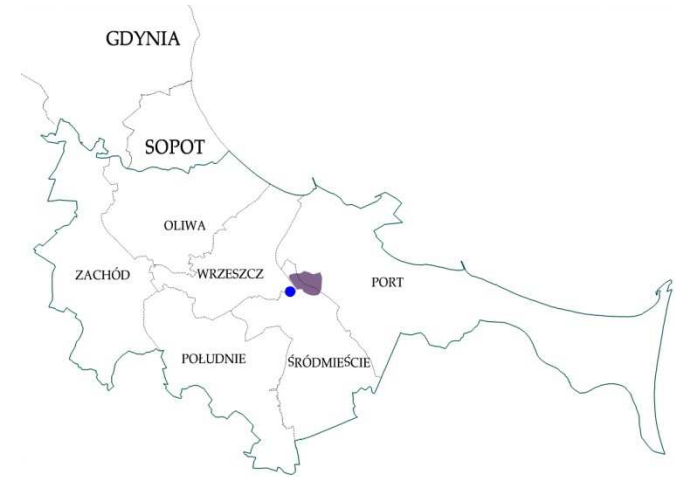 GDYNIA
SOPOT
OLIWA
ZACHÓD
WRZESZCZ
PORT
POŁUDNIE
ŚRÓDMIEŚCIE